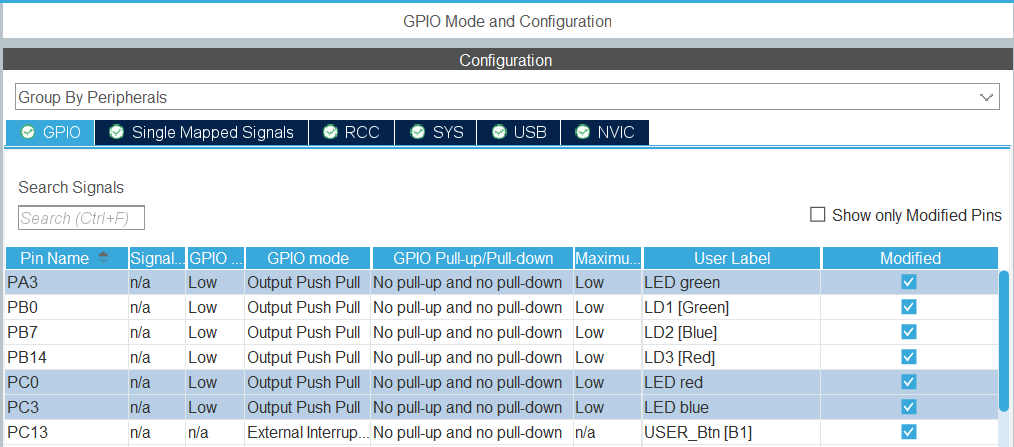 GPIO Mode and Configuration
Configuration
Group By Peripherals
GPIO Single Mapped Signals RCC SYS USB NVIC
Search Signals
Search (Ctrl+F)
Show only Modified Pins
Pin Name Signal... GPIO ... GPIO mode GPIO Pull-up/Pull-down Maximu... User Label Modified
PA3 n/a Low Output Push Pull No pull-up and no pull-down Low LED green
PB0 n/a Low Output Push Pull No pull-up and no pull-down Low LD1 [Green]
PB7 n/a Low Output Push Pull No pull-up and no pull-down Low LD2 [Blue]
PB14 n/a Low Output Push Pull No pull-up and no pull-down Low LD3 [Red]
PC0 n/a Low Output Push Pull No pull-up and no pull-down Low LED red
PC3 n/a Low Output Push Pull No pull-up and no pull-down Low LED blue
PC13 n/a n/a External Interrup... No pull-up and no pull-down n/a USER_Btn [B1]